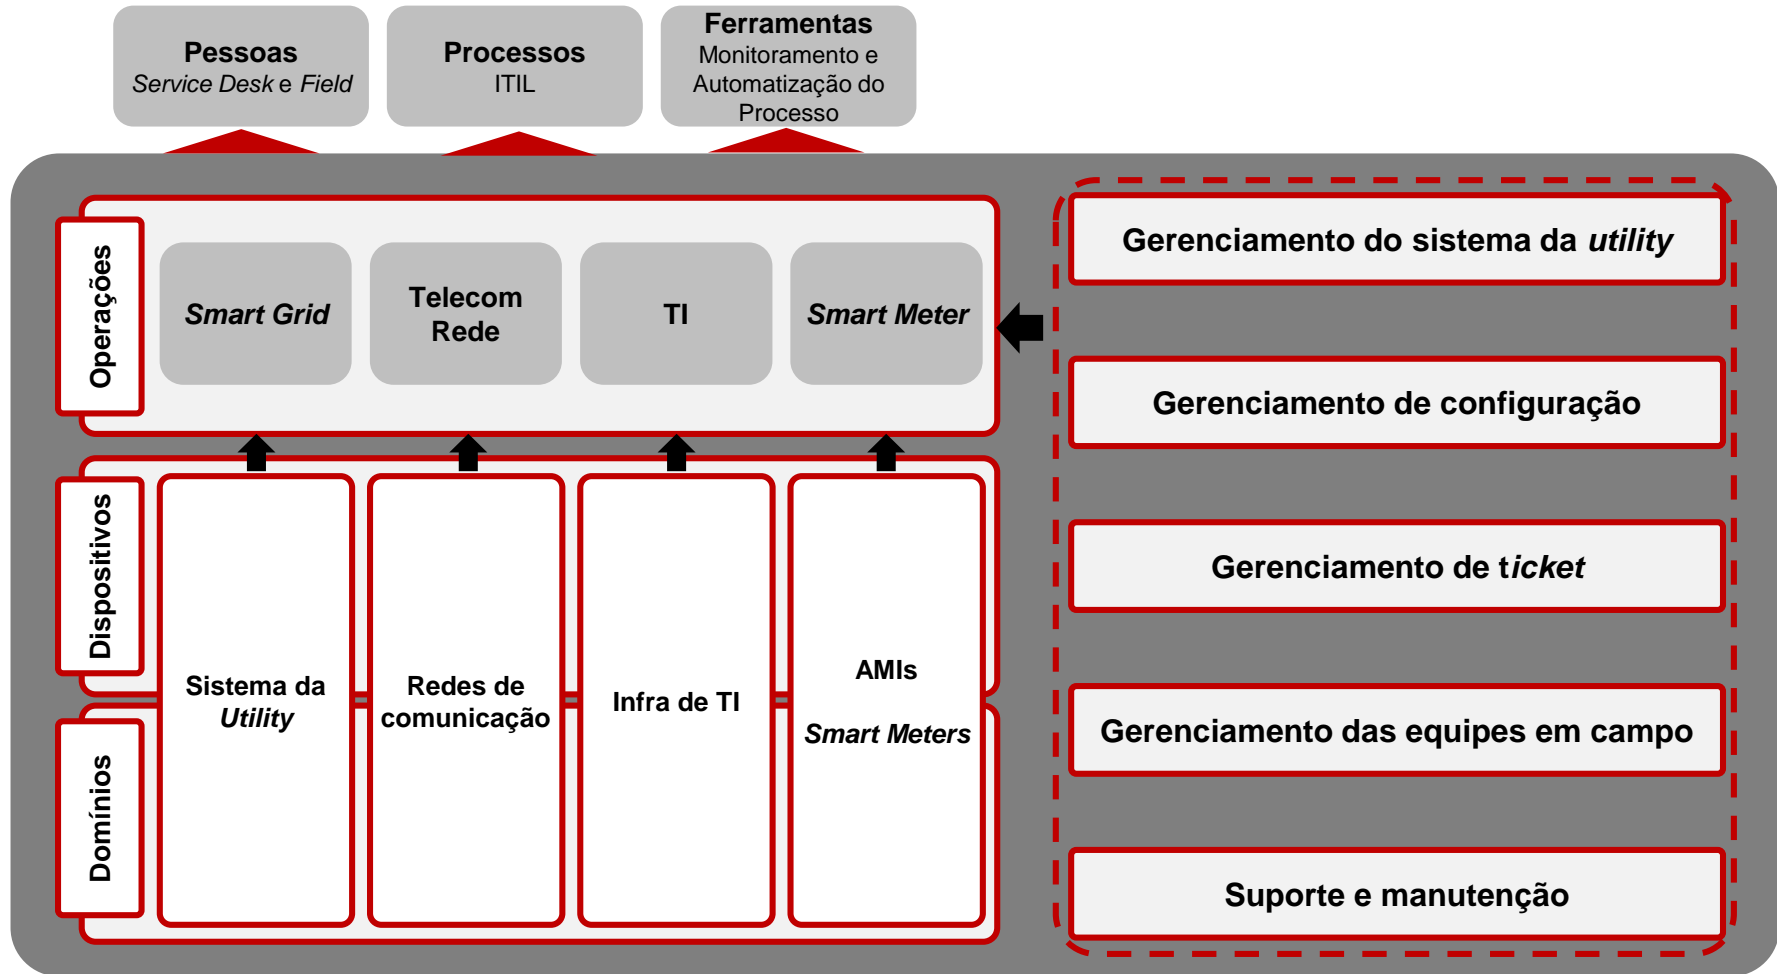 Pessoas
Service Desk e Field
Processos
ITIL
Ferramentas
Monitoramento e
Automatização do
Processo
Operações
Smart Grid
Telecom
Rede
TI
Smart Meter
Dispositivos
Domínios
Sistema da
Utility
Redes de
comunicação
Infra de TI
AMIs
Smart Meters
Gerenciamento do sistema da utility
Gerenciamento de configuração
Gerenciamento de ticket
Gerenciamento das equipes em campo
Suporte e manutenção